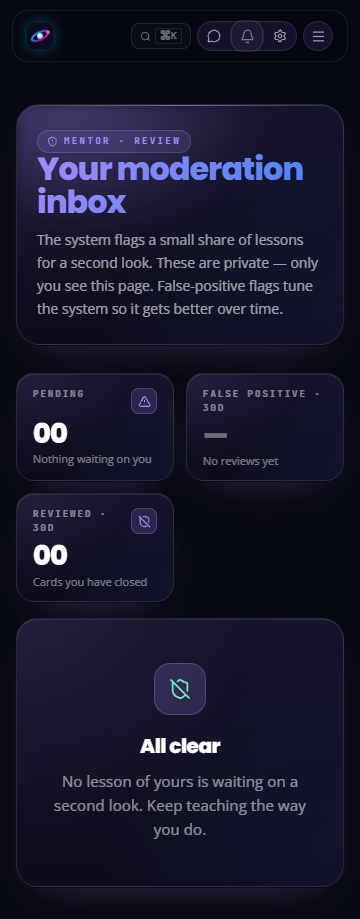 ⌘K
MENTOR · REVIEW
Your moderation
inbox
The system flags a small share of lessons
for a second look. These are private — only
you see this page. False-positive flags tune
the system so it gets better over time.
PENDING
00
Nothing waiting on you
FALSE POSITIVE ·
30D
—
No reviews yet
REVIEWED ·
30D
00
Cards you have closed
All clear
No lesson of yours is waiting on a
second look. Keep teaching the way
you do.